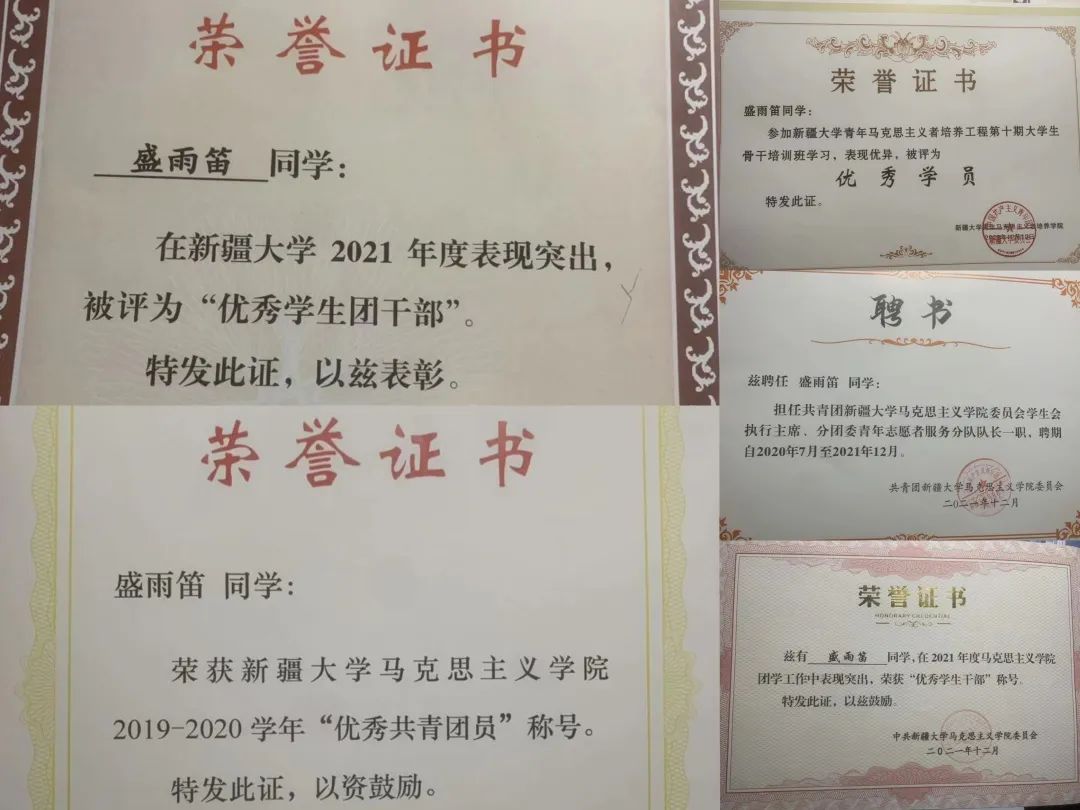 荣誉证书
盛雨笛 同学：
在新疆大学 2021 年度表现突出，
被评为“优秀学生团干部”。
特发此证，以兹表彰。
荣誉证书
盛雨笛 同学：
荣获新疆大学马克思主义学院
2019-2020 学年“优秀共青团员”称号。
特发此证，以资鼓励。
荣誉证书
盛雨笛同学：
参加新疆大学青年马克思主义者培养工程第十期大学生
骨干培训班学习，表现优异，被评为
优秀学员
特发此证。
聘书
兹聘任 盛雨笛 同学：
担任共青团新疆大学马克思主义学院委员会学生会
执行主席、分团委青年志愿者服务分队队长一职，聘期
自2020年7月至2021年12月。
共青团新疆大学马克思主义学院委员会
二〇二一年十二月
荣誉证书
HONORARY CREDENTIAL
兹有 盛雨笛 同学，在 2021 年度马克思主义学院
团学工作中表现突出，荣获“优秀学生干部”称号。
特发此证，以兹鼓励。
中共新疆大学马克思主义学院委员会
二〇二一年十二月